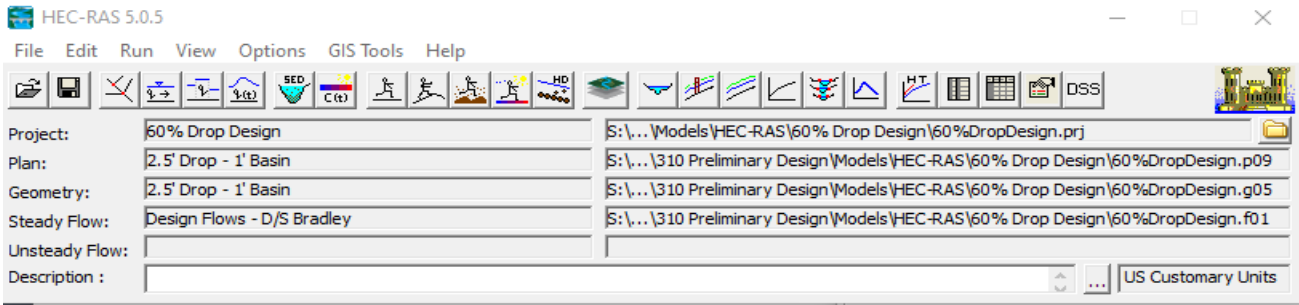 HEC-RAS 5.0.5
File Edit Run View Options GIS Tools Help
SED C(t) HD HT DSS
Project: 60% Drop Design S:\...\Models\HEC-RAS\60% Drop Design\60%DropDesign.prj
Plan: 2.5' Drop - 1' Basin S:\...\310 Preliminary Design\Models\HEC-RAS\60% Drop Design\60%DropDesign.p09
Geometry: 2.5' Drop - 1' Basin S:\...\310 Preliminary Design\Models\HEC-RAS\60% Drop Design\60%DropDesign.g05
Steady Flow: Design Flows - D/S Bradley S:\...\310 Preliminary Design\Models\HEC-RAS\60% Drop Design\60%DropDesign.f01
Unsteady Flow:
Description : ... US Customary Units